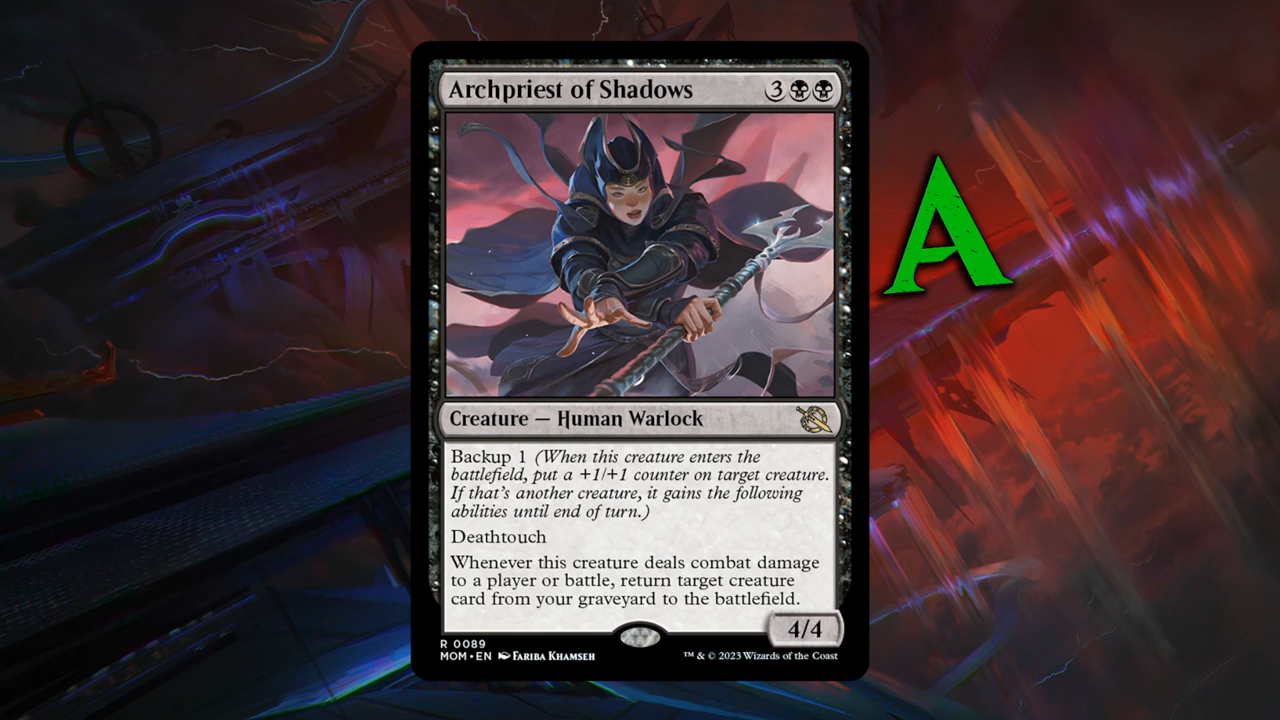 Archpriest of Shadows 3
A
Creature — Human Warlock
Backup 1 (When this creature enters the
battlefield, put a +1/+1 counter on target creature.
If that's another creature, it gains the following
abilities until end of turn.)
Deathtouch
Whenever this creature deals combat damage
to a player or battle, return target creature
card from your graveyard to the battlefield.
4/4
R 0089
MOM • EN Fariba Khamseh
™ & © 2023 Wizards of the Coast